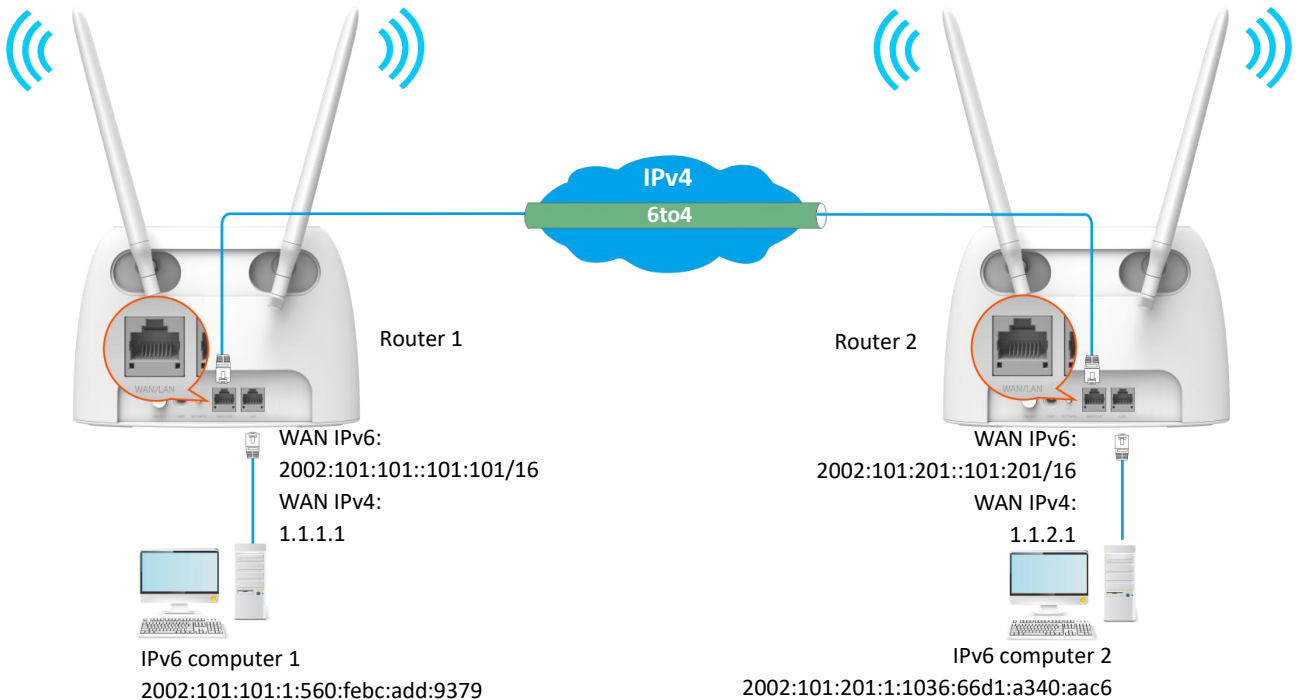 IPv4
6to4
Router 1
Router 2
WAN/LAN
WAN/LAN
WAN IPv6:
2002:101:101::101:101/16
WAN IPv4:
1.1.1.1
WAN IPv6:
2002:101:201::101:201/16
WAN IPv4:
1.1.2.1
IPv6 computer 1
2002:101:101:1:560:febc:add:9379
IPv6 computer 2
2002:101:201:1:1036:66d1:a340:aac6